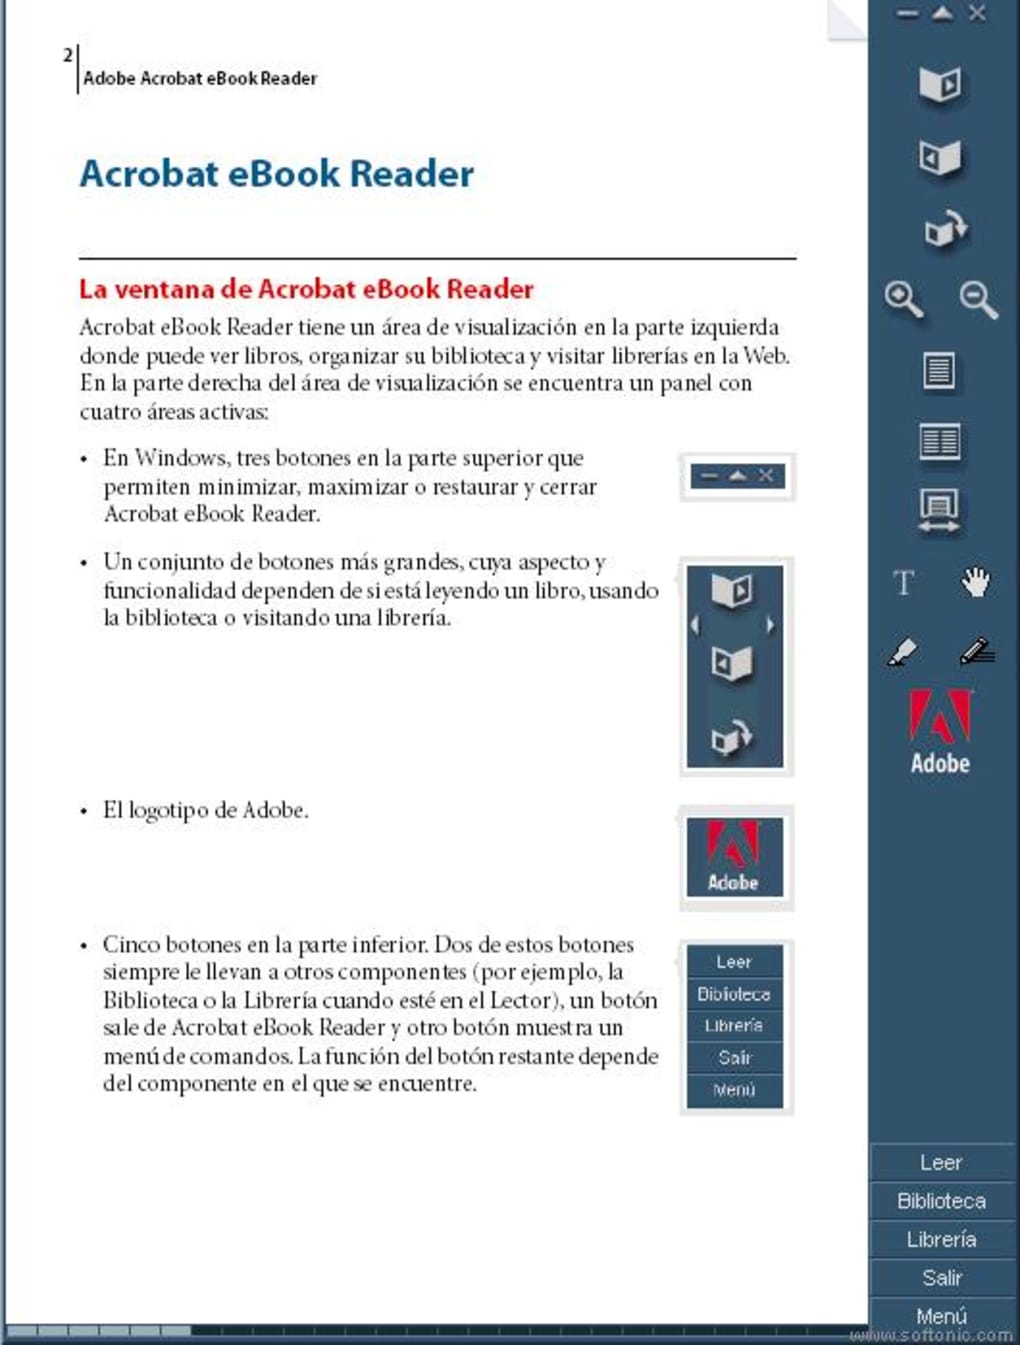 2
Adobe Acrobat eBook Reader
Acrobat eBook Reader
La ventana de Acrobat eBook Reader
Acrobat eBook Reader tiene un área de visualización en la parte izquierda
donde puede ver libros, organizar su biblioteca y visitar librerías en la Web.
En la parte derecha del área de visualización se encuentra un panel con
cuatro áreas activas:
• En Windows, tres botones en la parte superior que
permiten minimizar, maximizar o restaurar y cerrar
Acrobat eBook Reader.
• Un conjunto de botones más grandes, cuya aspecto y
funcionalidad dependen de si está leyendo un libro, usando
la biblioteca o visitando una librería.
• El logotipo de Adobe.
Adobe
• Cinco botones en la parte inferior. Dos de estos botones
siempre le llevan a otros componentes (por ejemplo, la
Biblioteca o la Librería cuando esté en el Lector), un botón
sale de Acrobat eBook Reader y otro botón muestra un
menú de comandos. La función del botón restante depende
del componente en el que se encuentre.
Leer
Biblioteca
Librería
Salir
Menú
T
Adobe
Leer
Biblioteca
Librería
Salir
Menú
www.softonic.com